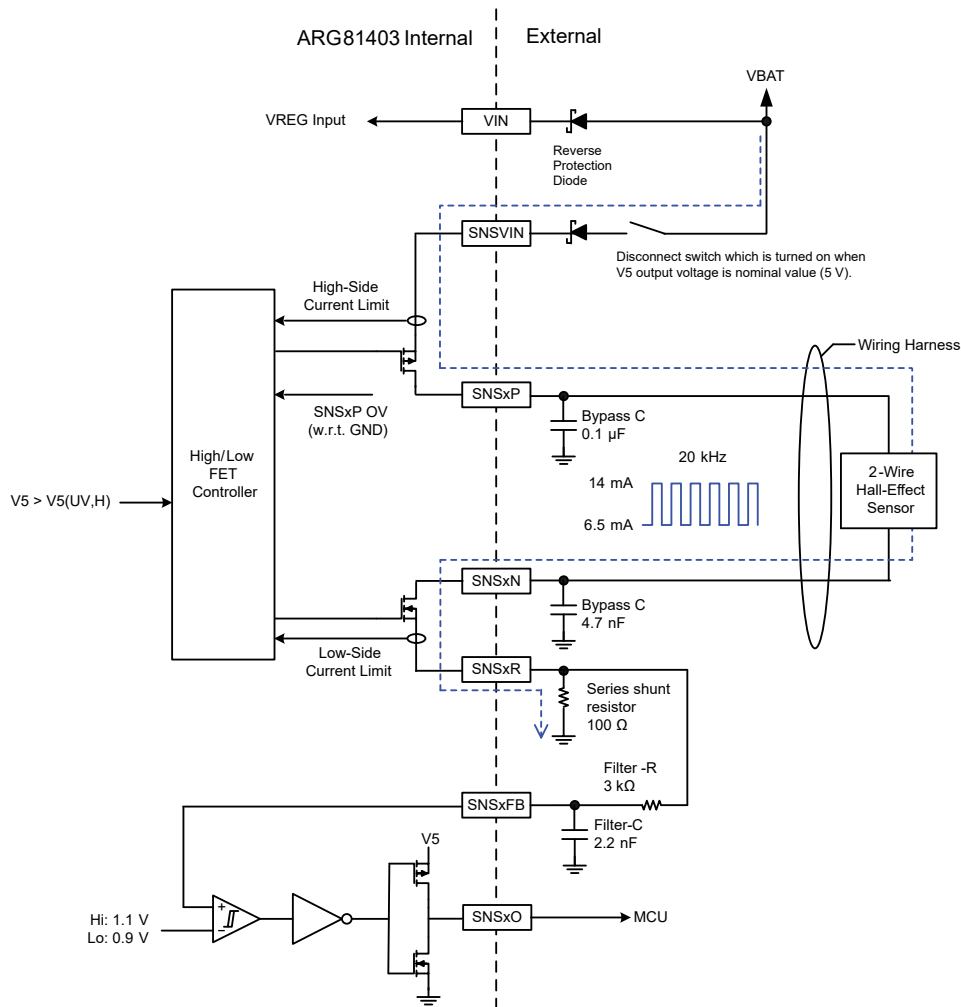 ARG81403 Internal
External
VBAT
VREG Input
VIN
Reverse
Protection
Diode
SNSVIN
Disconnect switch which is turned on when
V5 output voltage is nominal value (5 V).
High-Side
Current Limit
Wiring Harness
SNSxP
SNSxP OV
(w.r.t. GND)
Bypass C
0.1 µF
High/Low
FET
Controller
20 kHz
14 mA
6.5 mA
2-Wire
Hall-Effect
Sensor
V5 > V5(UV,H)
SNSxN
Bypass C
4.7 nF
Low-Side
Current Limit
SNSxR
Series shunt
resistor
100 Ω
Filter -R
3 kΩ
SNSxFB
Filter-C
2.2 nF
V5
+
−
Hi: 1.1 V
Lo: 0.9 V
SNSxO
MCU